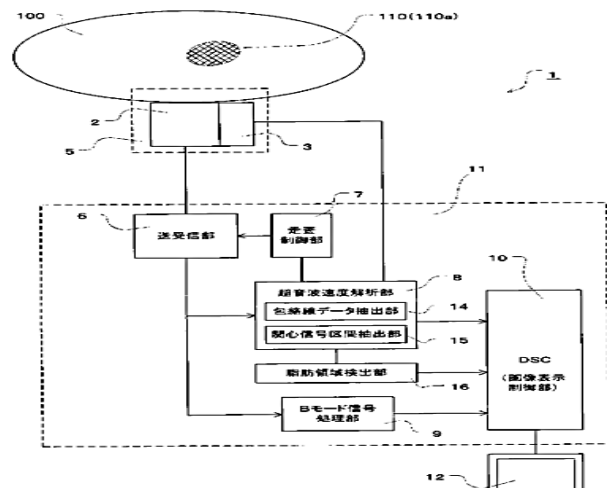 100
110(110a)
1
2
5
3
11
6
7
送受信部
走査
制御部
8
10
超音波速度解析部
包絡線データ抽出部
14
関心信号区間抽出部
15
DSC
(画像表示
制御部)
脂肪領域検出部
16
Bモード信号
処理部
9
12